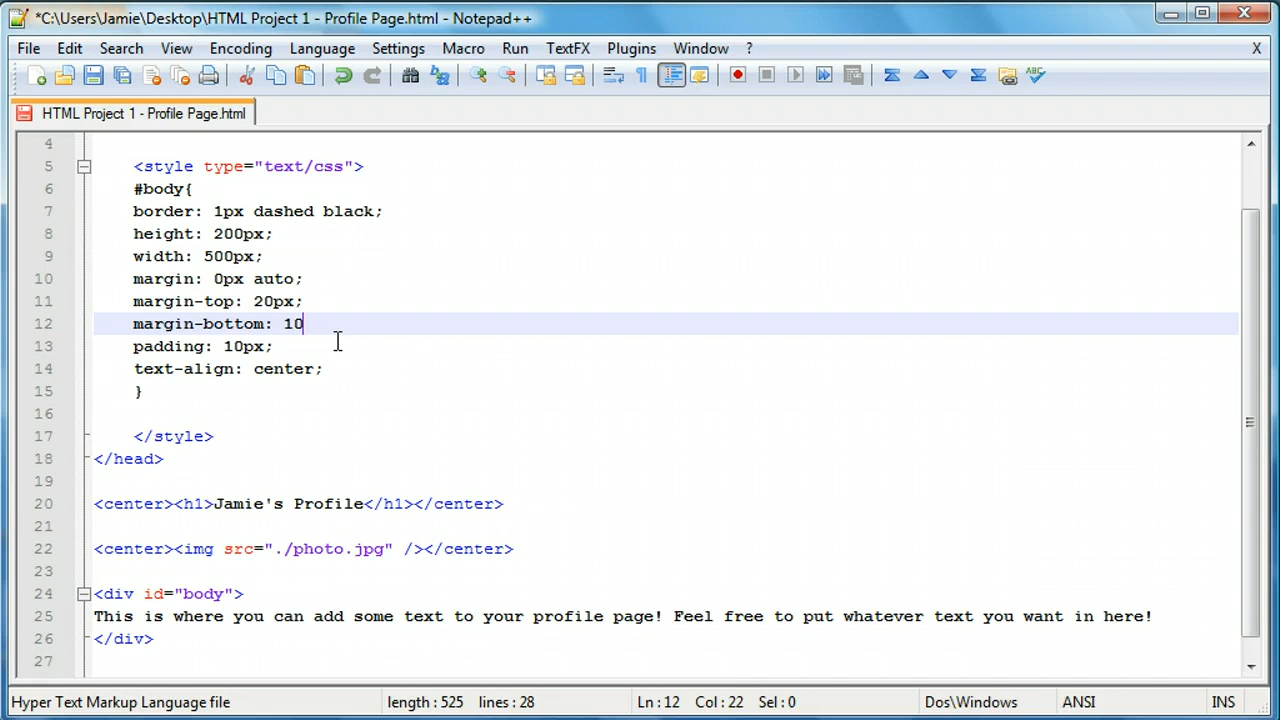 *C:\Users\Jamie\Desktop\HTML Project 1 - Profile Page.html - Notepad++
File Edit Search View Encoding Language Settings Macro Run TextFX Plugins Window ? X
HTML Project 1 - Profile Page.html
4
5 <style type="text/css">
6 #body{
7 border: 1px dashed black;
8 height: 200px;
9 width: 500px;
10 margin: 0px auto;
11 margin-top: 20px;
12 margin-bottom: 10
13 padding: 10px;
14 text-align: center;
15 }
16
17 </style>
18 </head>
19
20 <center><h1>Jamie's Profile</h1></center>
21
22 <center><img src="./photo.jpg" /></center>
23
24 <div id="body">
25 This is where you can add some text to your profile page! Feel free to put whatever text you want in here!
26 </div>
27
Hyper Text Markup Language file length : 525 lines : 28 Ln : 12 Col : 22 Sel : 0 Dos\Windows ANSI INS